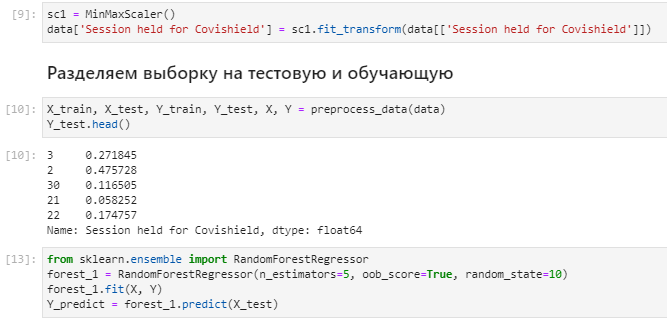 [9]: sc1 = MinMaxScaler()
data['Session held for Covishield'] = sc1.fit_transform(data[['Session held for Covishield']])
Разделяем выборку на тестовую и обучающую
[10]: X_train, X_test, Y_train, Y_test, X, Y = preprocess_data(data)
Y_test.head()
[10]: 3     0.271845
2     0.475728
30    0.116505
21    0.058252
22    0.174757
Name: Session held for Covishield, dtype: float64
[13]: from sklearn.ensemble import RandomForestRegressor
forest_1 = RandomForestRegressor(n_estimators=5, oob_score=True, random_state=10)
forest_1.fit(X, Y)
Y_predict = forest_1.predict(X_test)